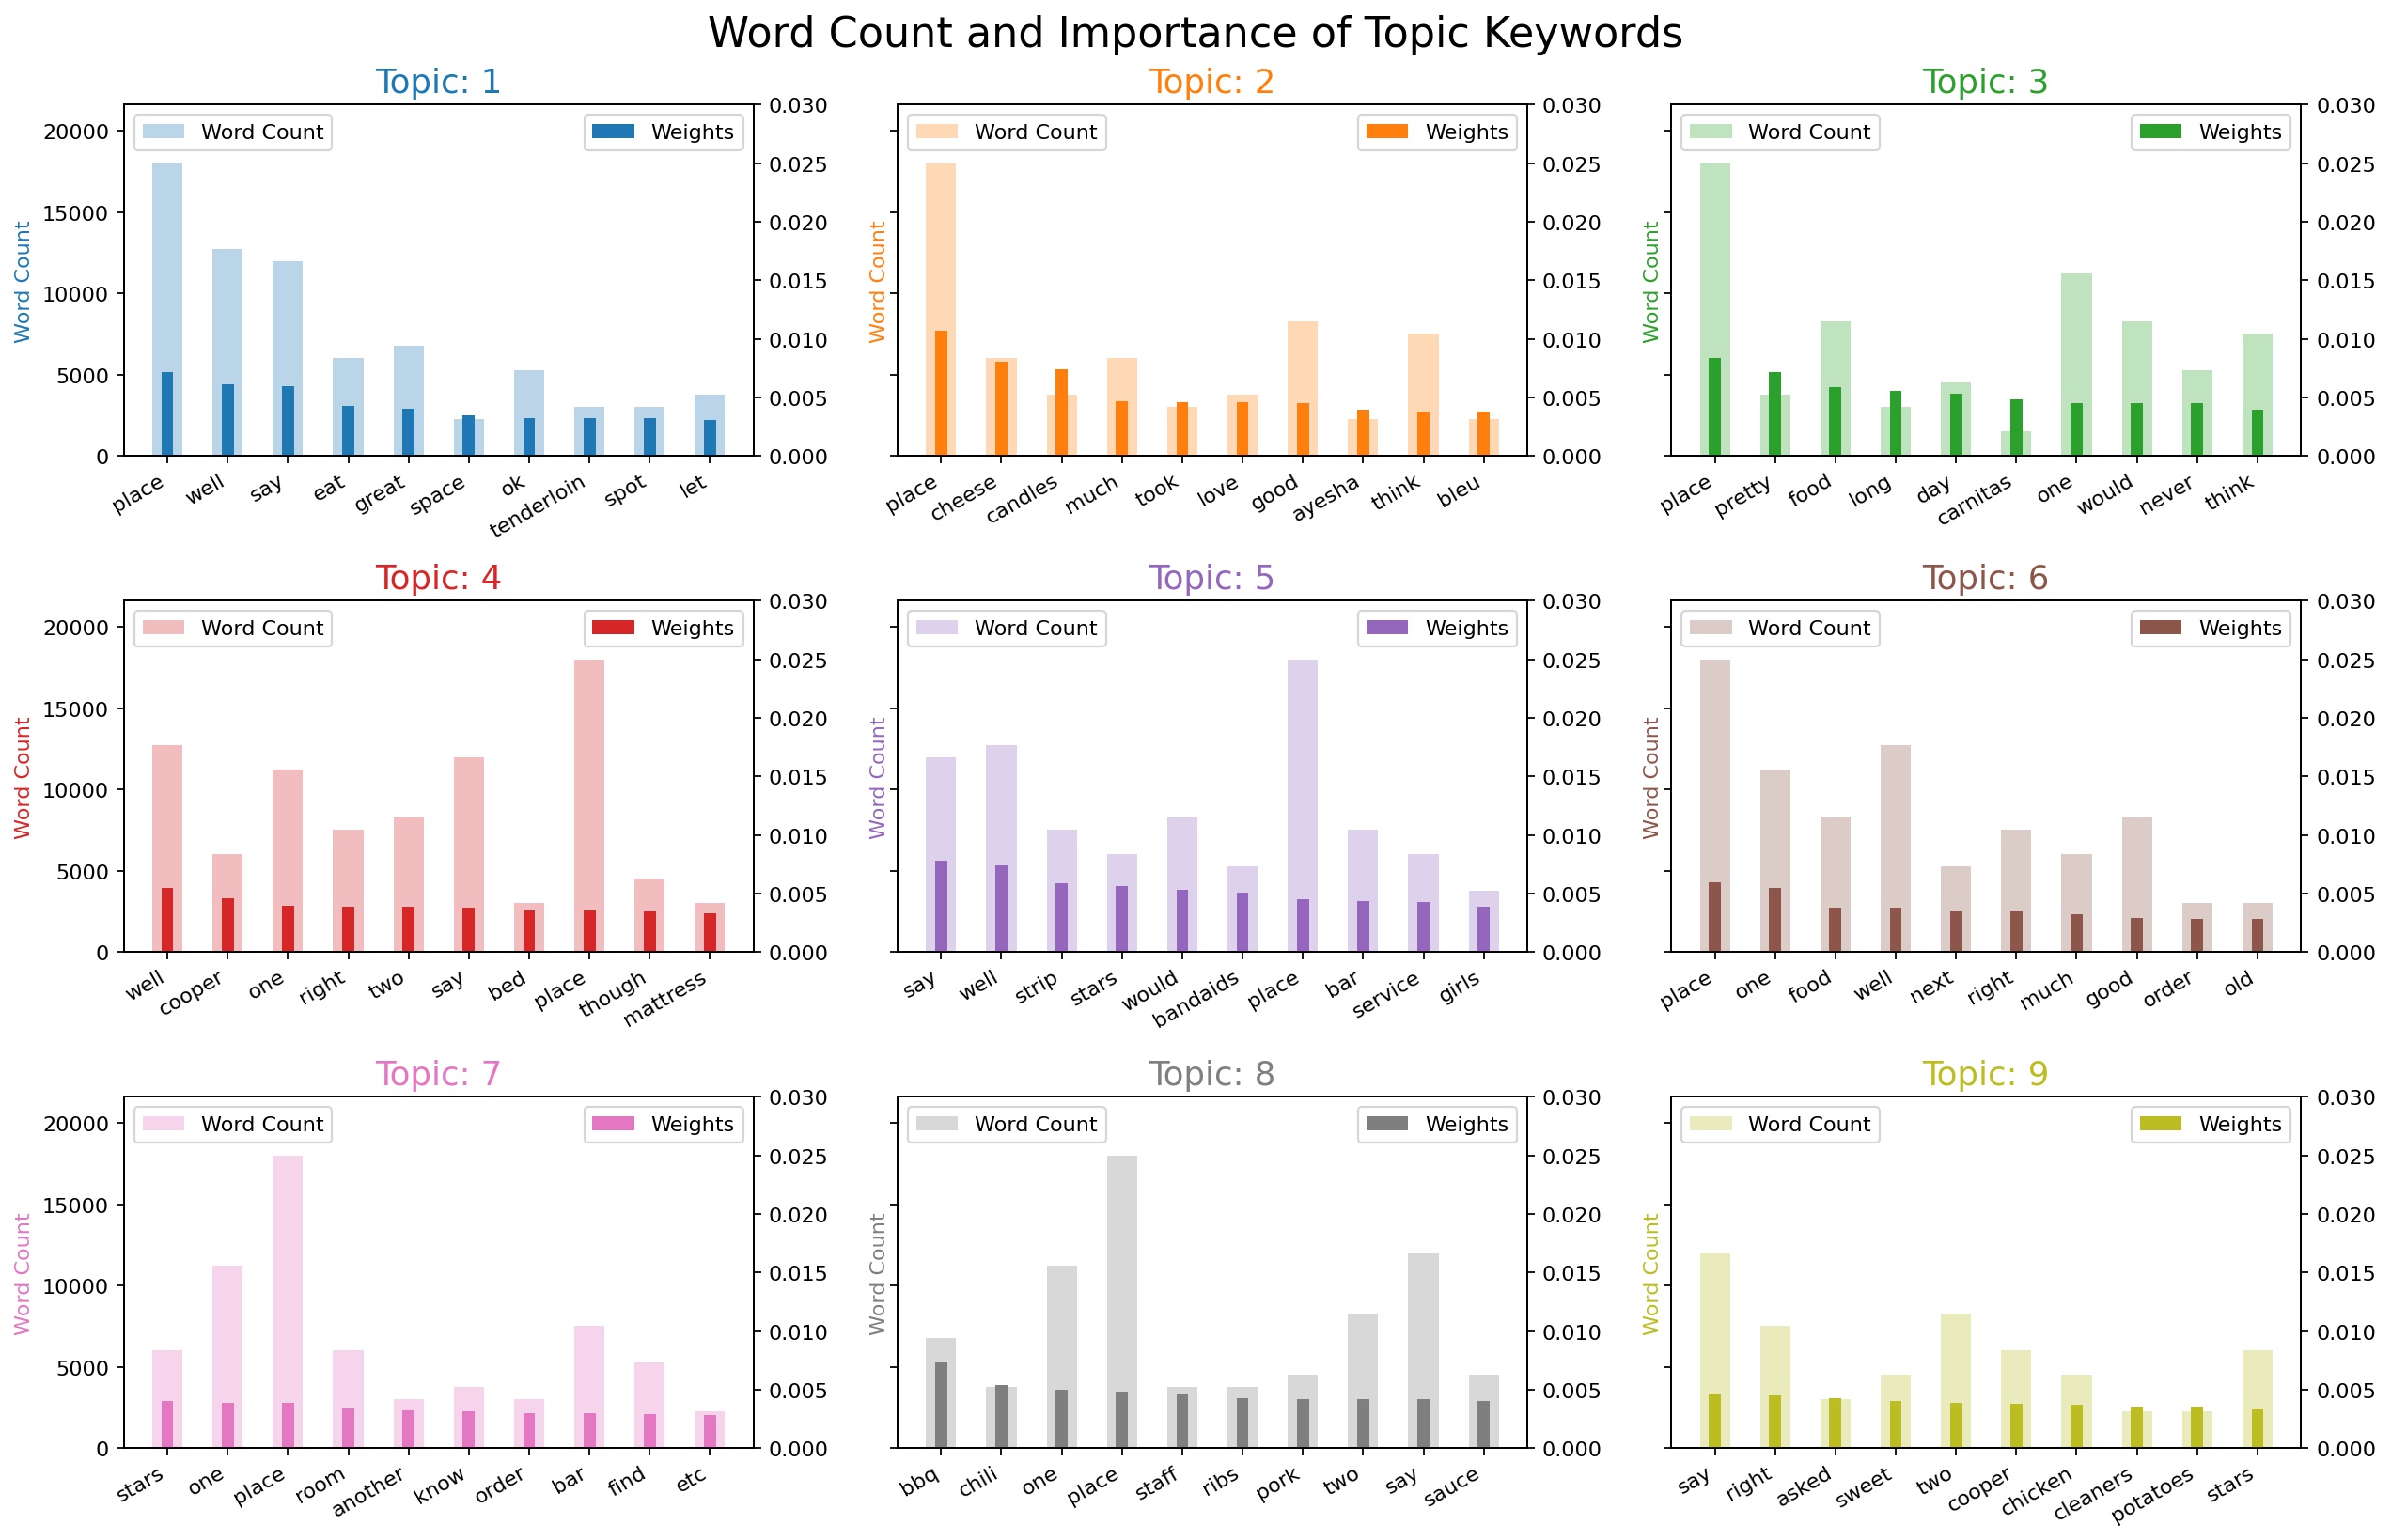 Word Count and Importance of Topic Keywords
Topic: 1
Word Count
Weights
Word Count
20000
15000
10000
5000
0
0.030
0.025
0.020
0.015
0.010
0.005
0.000
place well say eat great space ok tenderloin spot let
Topic: 2
Word Count
Weights
Word Count
0.030
0.025
0.020
0.015
0.010
0.005
0.000
place cheese candles much took love good ayesha think bleu
Topic: 3
Word Count
Weights
Word Count
0.030
0.025
0.020
0.015
0.010
0.005
0.000
place pretty food long day carnitas one would never think
Topic: 4
Word Count
Weights
Word Count
20000
15000
10000
5000
0
0.030
0.025
0.020
0.015
0.010
0.005
0.000
well cooper one right two say bed place though mattress
Topic: 5
Word Count
Weights
Word Count
0.030
0.025
0.020
0.015
0.010
0.005
0.000
say well strip stars would bandaids place bar service girls
Topic: 6
Word Count
Weights
Word Count
0.030
0.025
0.020
0.015
0.010
0.005
0.000
place one food well next right much good order old
Topic: 7
Word Count
Weights
Word Count
20000
15000
10000
5000
0
0.030
0.025
0.020
0.015
0.010
0.005
0.000
stars one place room another know order bar find etc
Topic: 8
Word Count
Weights
Word Count
0.030
0.025
0.020
0.015
0.010
0.005
0.000
bbq chili one place staff ribs pork two say sauce
Topic: 9
Word Count
Weights
Word Count
0.030
0.025
0.020
0.015
0.010
0.005
0.000
say right asked sweet two cooper chicken cleaners potatoes stars